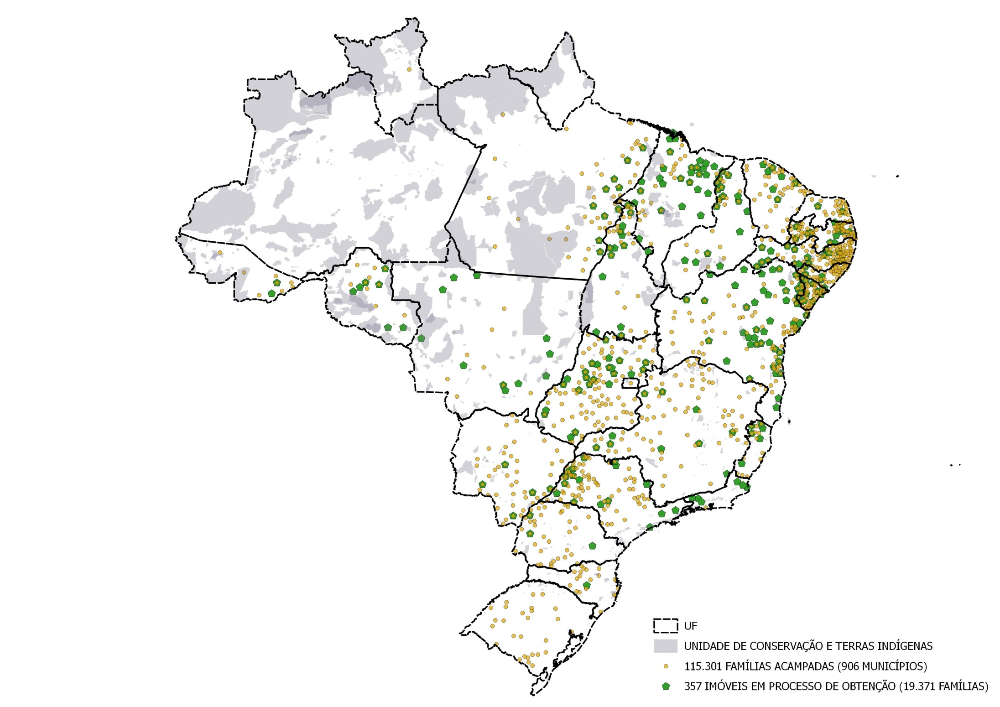 UF
UNIDADE DE CONSERVAÇÃO E TERRAS INDÍGENAS
115.301 FAMÍLIAS ACAMPADAS (906 MUNICÍPIOS)
357 IMÓVEIS EM PROCESSO DE OBTENÇÃO (19.371 FAMÍLIAS)